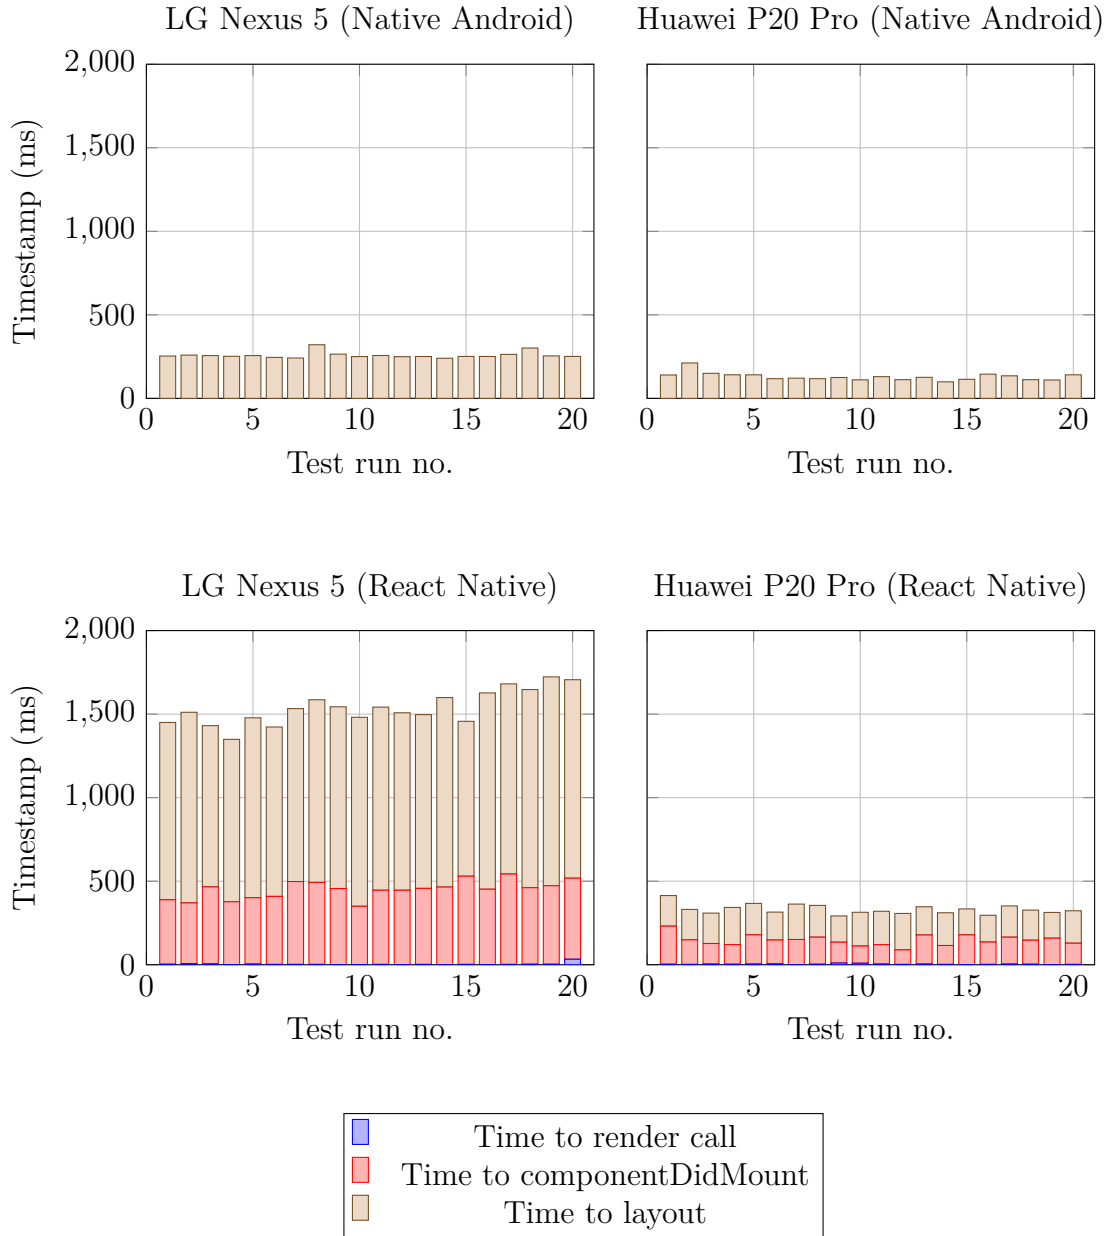 LG Nexus 5 (Native Android)
Huawei P20 Pro (Native Android)
2,000
1,500
1,000
500
0
Timestamp (ms)
0 5 10 15 20
0 5 10 15 20
Test run no.
Test run no.
LG Nexus 5 (React Native)
Huawei P20 Pro (React Native)
2,000
1,500
1,000
500
0
Timestamp (ms)
0 5 10 15 20
0 5 10 15 20
Test run no.
Test run no.
Time to render call
Time to componentDidMount
Time to layout